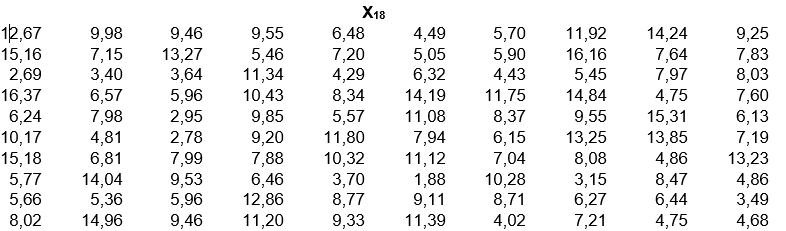 X18
12,67 9,98 9,46 9,55 6,48 4,49 5,70 11,92 14,24 9,25
15,16 7,15 13,27 5,46 7,20 5,05 5,90 16,16 7,64 7,83
2,69 3,40 3,64 11,34 4,29 6,32 4,43 5,45 7,97 8,03
16,37 6,57 5,96 10,43 8,34 14,19 11,75 14,84 4,75 7,60
6,24 7,98 2,95 9,85 5,57 11,08 8,37 9,55 15,31 6,13
10,17 4,81 2,78 9,20 11,80 7,94 6,15 13,25 13,85 7,19
15,18 6,81 7,99 7,88 10,32 11,12 7,04 8,08 4,86 13,23
5,77 14,04 9,53 6,46 3,70 1,88 10,28 3,15 8,47 4,86
5,66 5,36 5,96 12,86 8,77 9,11 8,71 6,27 6,44 3,49
8,02 14,96 9,46 11,20 9,33 11,39 4,02 7,21 4,75 4,68